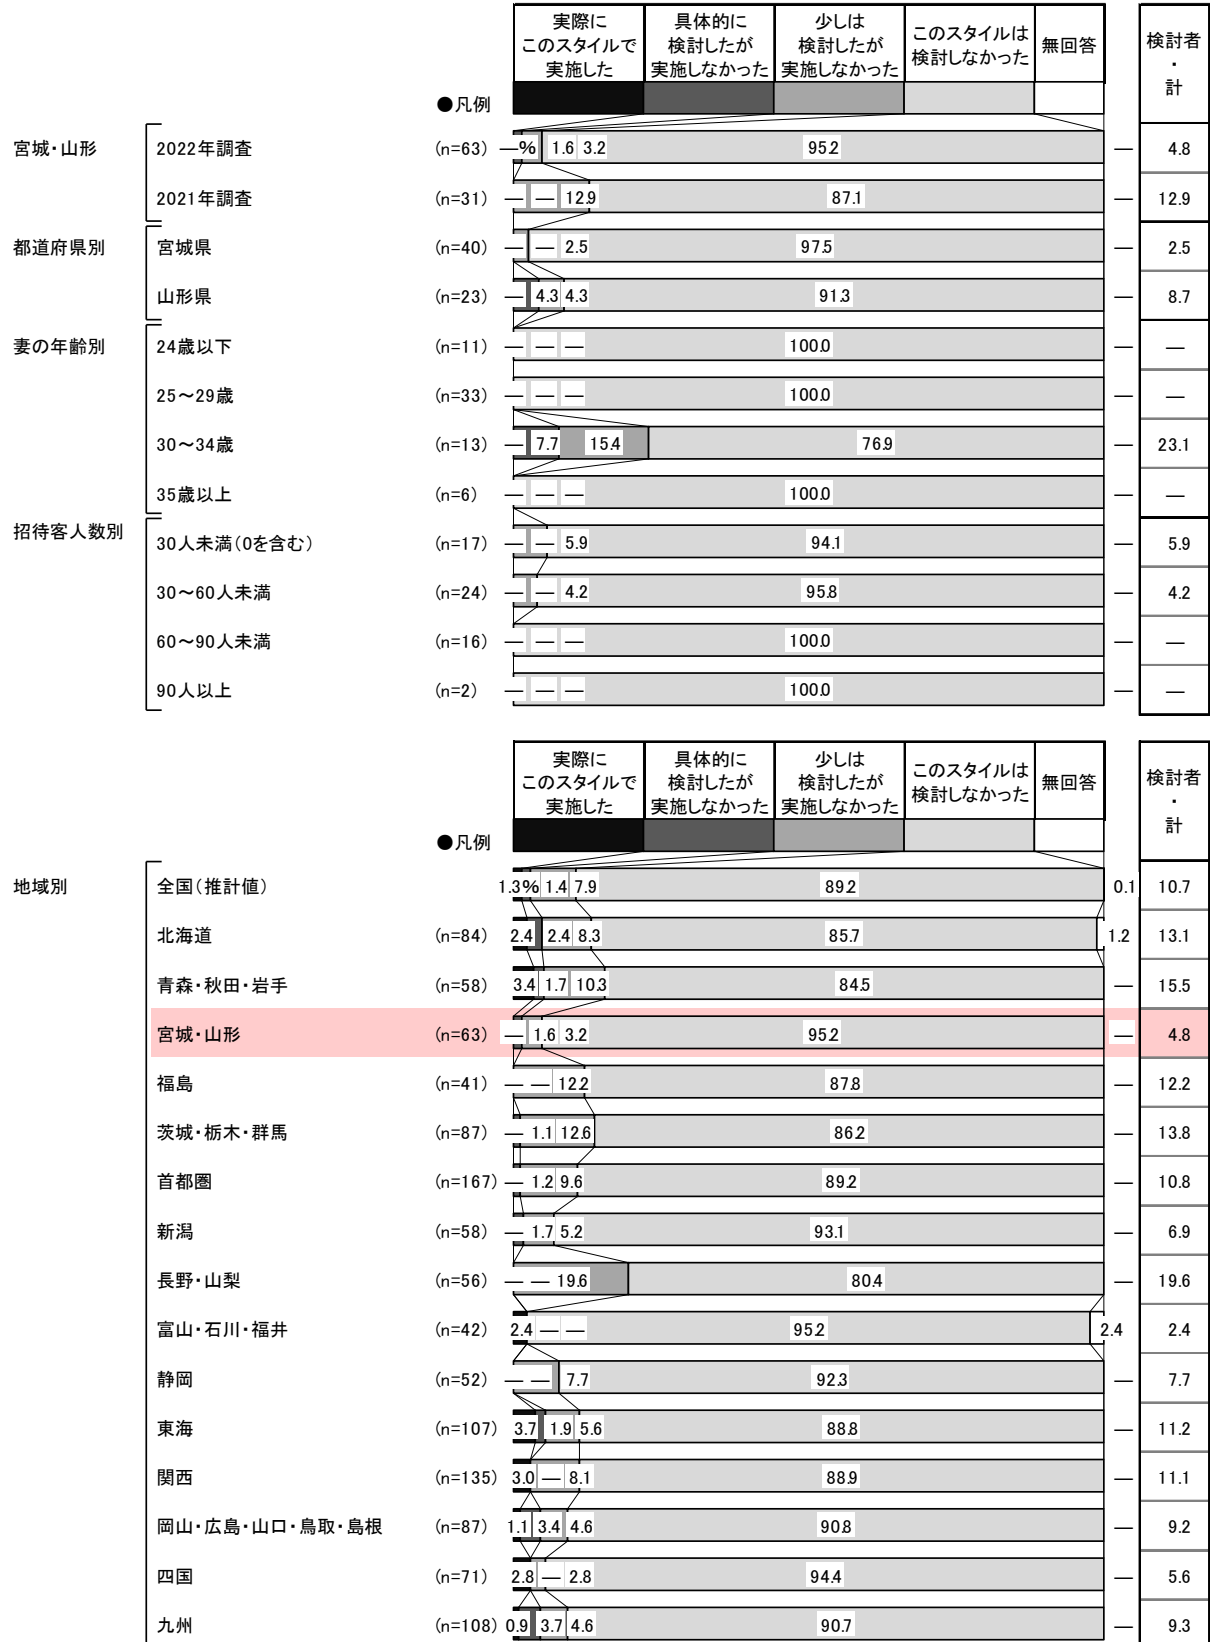 実際に
このスタイルで
実施した
具体的に
検討したが
実施しなかった
少しは
検討したが
実施しなかった
このスタイルは
検討しなかった
無回答
検討者
・
計
●凡例
宮城・山形 2022年調査 (n=63) — % 1.6 3.2 95.2 — 4.8
2021年調査 (n=31) — — 12.9 87.1 — 12.9
都道府県別 宮城県 (n=40) — — 2.5 97.5 — 2.5
山形県 (n=23) — 4.3 4.3 91.3 — 8.7
妻の年齢別 24歳以下 (n=11) — — — 100.0 — —
25～29歳 (n=33) — — — 100.0 — —
30～34歳 (n=13) — 7.7 15.4 76.9 — 23.1
35歳以上 (n=6) — — — 100.0 — —
招待客人数別 30人未満(0を含む) (n=17) — — 5.9 94.1 — 5.9
30～60人未満 (n=24) — — 4.2 95.8 — 4.2
60～90人未満 (n=16) — — — 100.0 — —
90人以上 (n=2) — — — 100.0 — —
実際に
このスタイルで
実施した
具体的に
検討したが
実施しなかった
少しは
検討したが
実施しなかった
このスタイルは
検討しなかった
無回答
検討者
・
計
●凡例
地域別 全国(推計値) 1.3% 1.4 7.9 89.2 0.1 10.7
北海道 (n=84) 2.4 2.4 8.3 85.7 1.2 13.1
青森・秋田・岩手 (n=58) 3.4 1.7 10.3 84.5 — 15.5
宮城・山形 (n=63) — 1.6 3.2 95.2 — 4.8
福島 (n=41) — — 12.2 87.8 — 12.2
茨城・栃木・群馬 (n=87) — 1.1 12.6 86.2 — 13.8
首都圏 (n=167) — 1.2 9.6 89.2 — 10.8
新潟 (n=58) — 1.7 5.2 93.1 — 6.9
長野・山梨 (n=56) — — 19.6 80.4 — 19.6
富山・石川・福井 (n=42) 2.4 — — 95.2 2.4 2.4
静岡 (n=52) — — 7.7 92.3 — 7.7
東海 (n=107) 3.7 1.9 5.6 88.8 — 11.2
関西 (n=135) 3.0 — 8.1 88.9 — 11.1
岡山・広島・山口・鳥取・島根 (n=87) 1.1 3.4 4.6 90.8 — 9.2
四国 (n=71) 2.8 — 2.8 94.4 — 5.6
九州 (n=108) 0.9 3.7 4.6 90.7 — 9.3